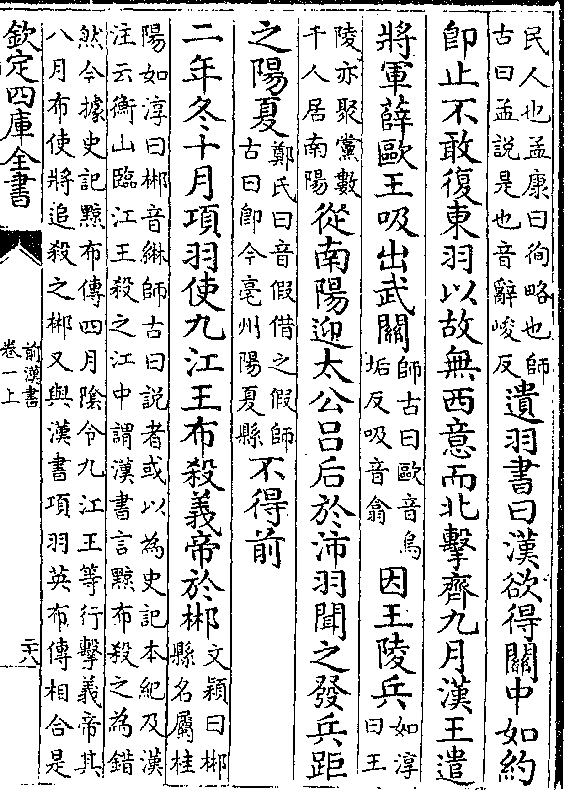 民人也孟康曰徇略也師
古曰孟說是也音辭峻反
遺羽書曰漢欲得關中如約
即止不敢復東羽以故無西意而北擊齊九月漢王遣
將軍薛歐王吸出武關
師古曰歐音烏
垢反吸音翕
因王陵兵
如淳
曰王
陵亦聚黨數
千人居南陽
從南陽迎太公呂后於沛羽聞之發兵距
之陽夏
鄭氏曰音假借之假師
古曰即今亳州陽夏縣
不得前
二年冬十月項羽使九江王布殺義帝於郴
文穎曰郴
縣名屬桂
陽如淳曰郴音綝師古曰説者或以為史記本紀及漢
注云衡山臨江王殺之江中謂漢書言黥布殺之為錯
然今據史記黥布傳四月陰令九江王等行擊義帝其
八月布使將追殺之郴又與漢書項羽英布傳相合是
欽定四庫全書
前漢書
卷一上
二十八